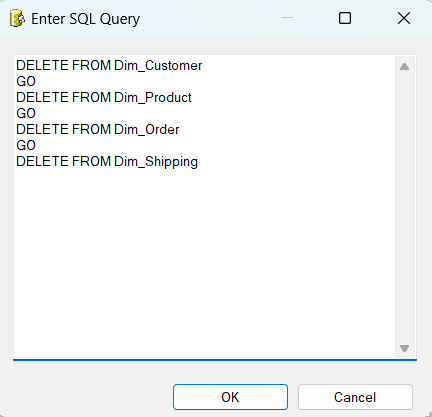 Enter SQL Query
DELETE FROM Dim_Customer
GO
DELETE FROM Dim_Product
GO
DELETE FROM Dim_Order
GO
DELETE FROM Dim_Shipping
OK
Cancel